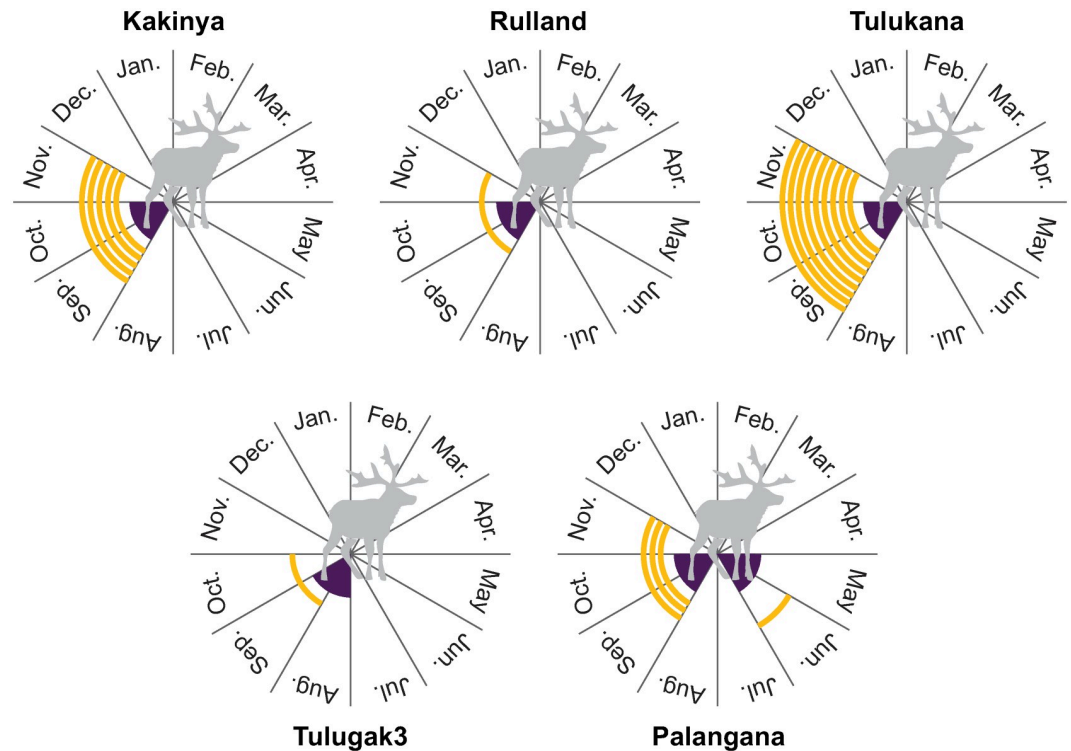 Kakinya
Jan.
Feb.
Mar.
Apr.
May
Jun.
Jul.
Aug.
Sep.
Oct.
Nov.
Dec.
Rulland
Jan.
Feb.
Mar.
Apr.
May
Jun.
Jul.
Aug.
Sep.
Oct.
Nov.
Dec.
Tulukana
Jan.
Feb.
Mar.
Apr.
May
Jun.
Jul.
Aug.
Sep.
Oct.
Nov.
Dec.
Jan.
Feb.
Mar.
Apr.
May
Jun.
Jul.
Aug.
Sep.
Oct.
Nov.
Dec.
Tulugak3
Jan.
Feb.
Mar.
Apr.
May
Jun.
Jul.
Aug.
Sep.
Oct.
Nov.
Dec.
Palangana